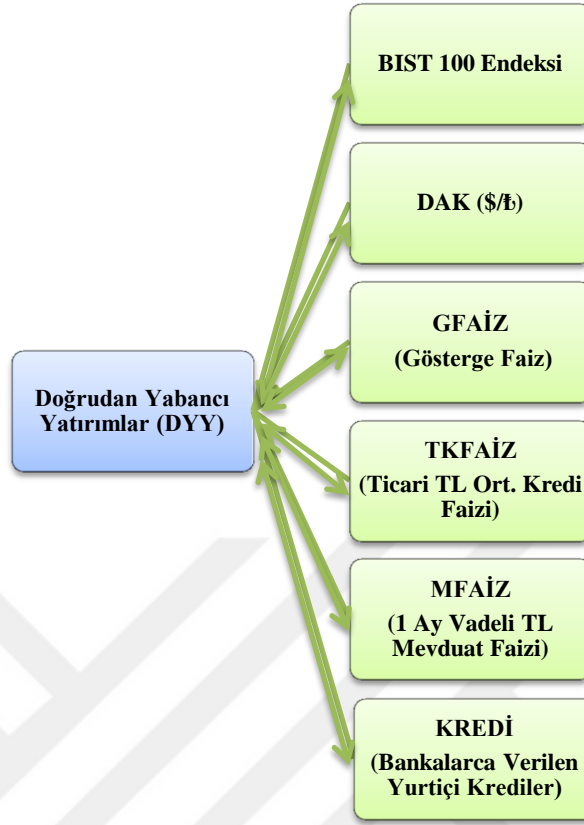 BIST 100 Endeksi
DAK ($/₺)
GFAİZ
(Gösterge Faiz)
Doğrudan Yabancı
Yatırımlar (DYY)
TKFAİZ
(Ticari TL Ort. Kredi
Faizi)
MFAİZ
(1 Ay Vadeli TL
Mevduat Faizi)
KREDİ
(Bankalarca Verilen
Yurtiçi Krediler)